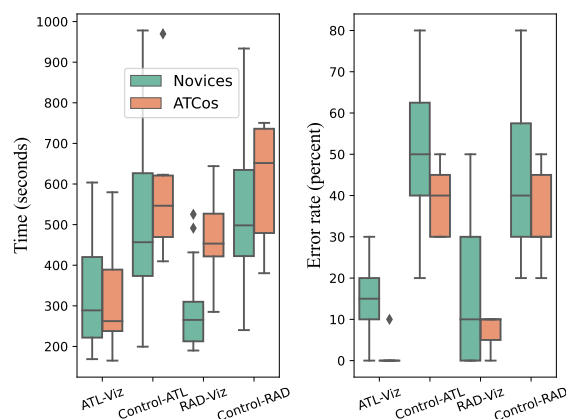 Time (seconds)
1000
900
800
700
600
500
400
300
200
Novices
ATCos
ATL-Viz
Control-ATL
RAD-Viz
Control-RAD
Error rate (percent)
80
70
60
50
40
30
20
10
0
ATL-Viz
Control-ATL
RAD-Viz
Control-RAD